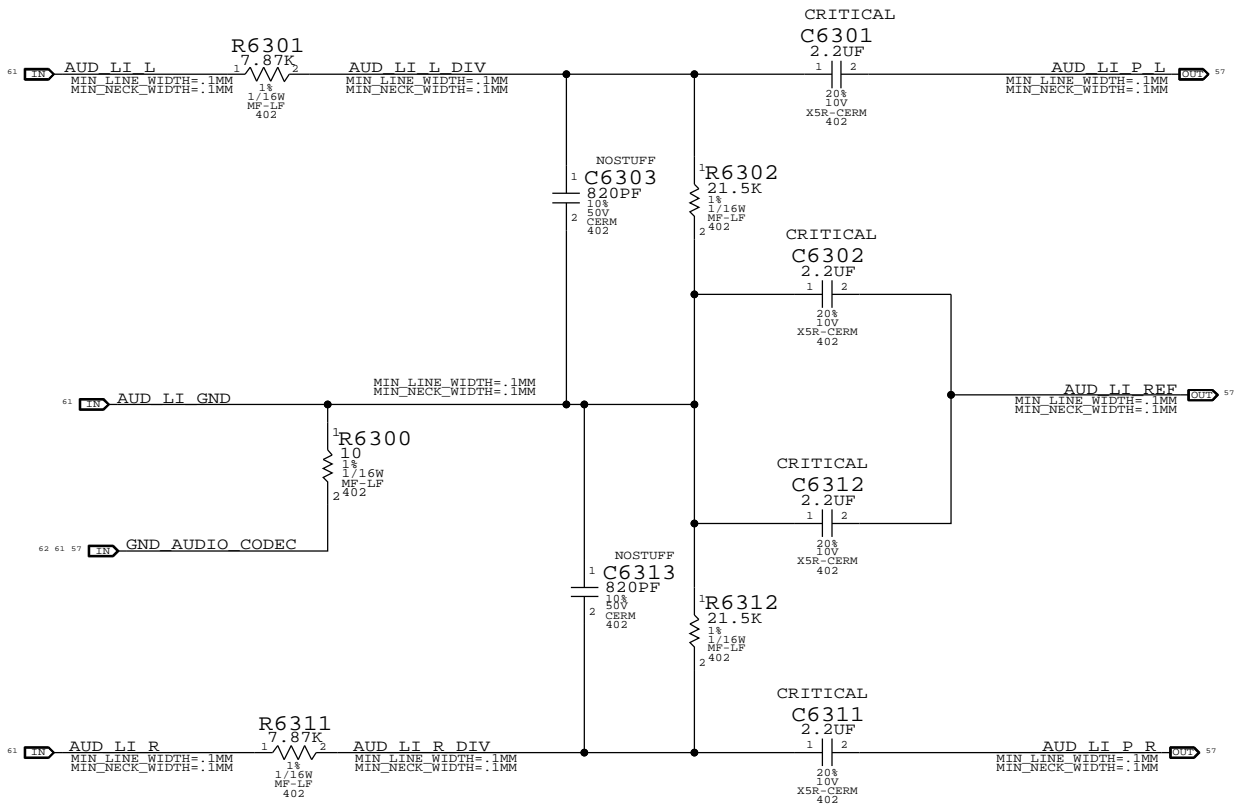 CRITICAL
C6301
2.2UF
1 2
20%
10V
X5R-CERM
402
R6301
7.87K
1 2
1%
1/16W
MF-LF
402
61 IN AUD_LI_L
MIN_LINE_WIDTH=.1MM
MIN_NECK_WIDTH=.1MM
AUD_LI_L_DIV
MIN_LINE_WIDTH=.1MM
MIN_NECK_WIDTH=.1MM
AUD_LI_P_L OUT 57
MIN_LINE_WIDTH=.1MM
MIN_NECK_WIDTH=.1MM
NOSTUFF
1 C6303
820PF
10%
50V
2 CERM
402
1 R6302
21.5K
1%
1/16W
MF-LF
2 402
CRITICAL
C6302
2.2UF
1 2
20%
10V
X5R-CERM
402
MIN_LINE_WIDTH=.1MM
MIN_NECK_WIDTH=.1MM
61 IN AUD_LI_GND
AUD_LI_REF OUT 57
MIN_LINE_WIDTH=.1MM
MIN_NECK_WIDTH=.1MM
1 R6300
10
1%
1/16W
MF-LF
2 402
CRITICAL
C6312
2.2UF
1 2
20%
10V
X5R-CERM
402
62 61 57 IN GND_AUDIO_CODEC
NOSTUFF
1 C6313
820PF
10%
50V
2 CERM
402
1 R6312
21.5K
1%
1/16W
MF-LF
2 402
CRITICAL
C6311
2.2UF
1 2
20%
10V
X5R-CERM
402
R6311
7.87K
1 2
1%
1/16W
MF-LF
402
61 IN AUD_LI_R
MIN_LINE_WIDTH=.1MM
MIN_NECK_WIDTH=.1MM
AUD_LI_R_DIV
MIN_LINE_WIDTH=.1MM
MIN_NECK_WIDTH=.1MM
AUD_LI_P_R OUT 57
MIN_LINE_WIDTH=.1MM
MIN_NECK_WIDTH=.1MM